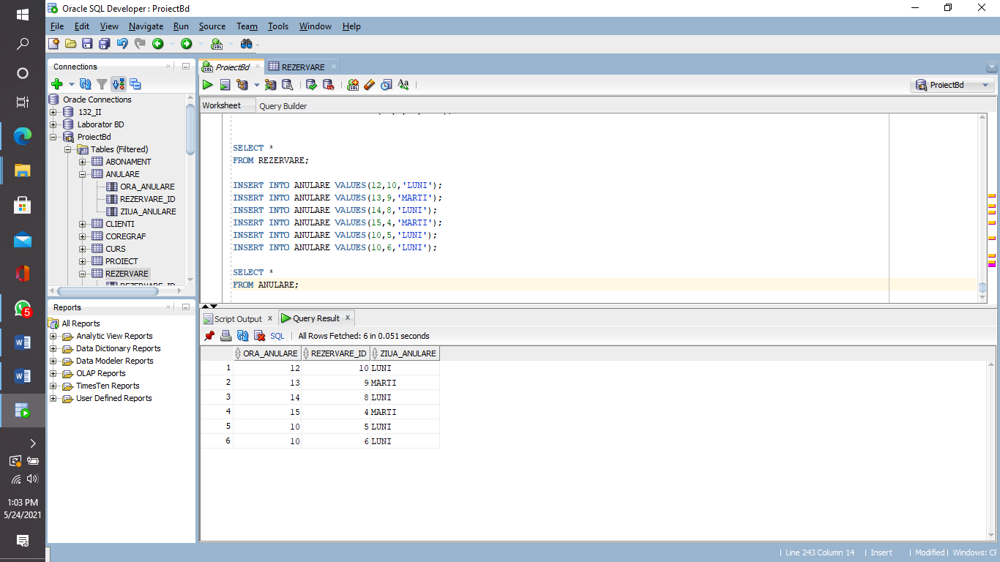 Oracle SQL Developer : ProiectBd
File Edit View Navigate Run Source Team Tools Window Help
Connections
Oracle Connections
132_II
Laborator BD
ProiectBd
Tables (Filtered)
ABONAMENT
ANULARE
ORA_ANULARE
REZERVARE_ID
ZIUA_ANULARE
CLIENTI
COREGRAF
CURS
PROIECT
REZERVARE
REZERVARE_ID
Reports
All Reports
Analytic View Reports
Data Dictionary Reports
Data Modeler Reports
OLAP Reports
TimesTen Reports
User Defined Reports
ProiectBd
REZERVARE
SQL
Aa
ProiectBd
Worksheet
Query Builder
SELECT *
FROM REZERVARE;
INSERT INTO ANULARE VALUES(12,10,'LUNI');
INSERT INTO ANULARE VALUES(13,9,'MARTI');
INSERT INTO ANULARE VALUES(14,8,'LUNI');
INSERT INTO ANULARE VALUES(15,4,'MARTI');
INSERT INTO ANULARE VALUES(10,5,'LUNI');
INSERT INTO ANULARE VALUES(10,6,'LUNI');
SELECT *
FROM ANULARE;
Script Output x
Query Result x
SQL | All Rows Fetched: 6 in 0.051 seconds
ORA_ANULARE REZERVARE_ID ZIUA_ANULARE
1 12 10 LUNI
2 13 9 MARTI
3 14 8 LUNI
4 15 4 MARTI
5 10 5 LUNI
6 10 6 LUNI
| Line 243 Column 14 | Insert | Modified | Windows: CF
5
1:03 PM
5/24/2021